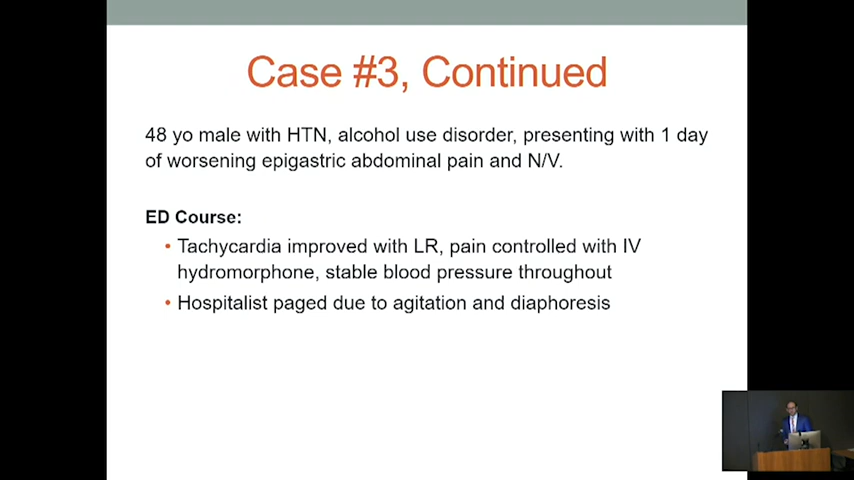 Case #3, Continued
48 yo male with HTN, alcohol use disorder, presenting with 1 day
of worsening epigastric abdominal pain and N/V.
ED Course:
• Tachycardia improved with LR, pain controlled with IV
hydromorphone, stable blood pressure throughout
• Hospitalist paged due to agitation and diaphoresis